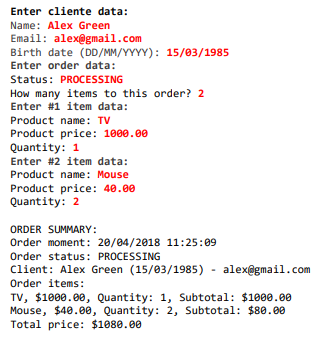 Enter cliente data:
Name: Alex Green
Email: alex@gmail.com
Birth date (DD/MM/YYYY): 15/03/1985
Enter order data:
Status: PROCESSING
How many items to this order? 2
Enter #1 item data:
Product name: TV
Product price: 1000.00
Quantity: 1
Enter #2 item data:
Product name: Mouse
Product price: 40.00
Quantity: 2

ORDER SUMMARY:
Order moment: 20/04/2018 11:25:09
Order status: PROCESSING
Client: Alex Green (15/03/1985) - alex@gmail.com
Order items:
TV, $1000.00, Quantity: 1, Subtotal: $1000.00
Mouse, $40.00, Quantity: 2, Subtotal: $80.00
Total price: $1080.00